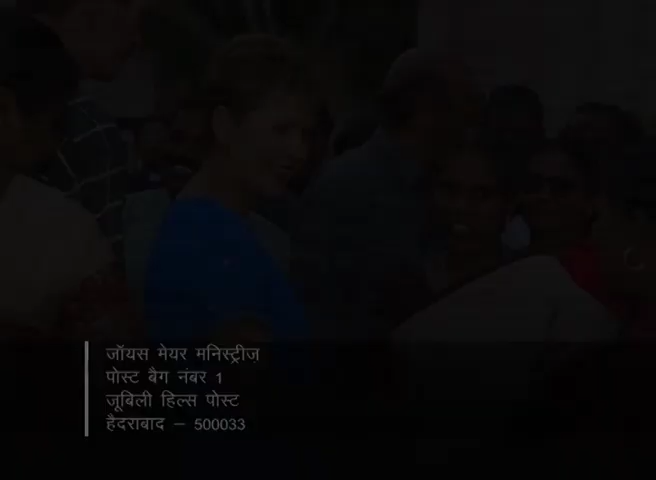 जॉयस मेयर मनिस्ट्रीज़
पोस्ट बैग नंबर 1
जूबिली हिल्स पोस्ट
हैदराबाद – 500033